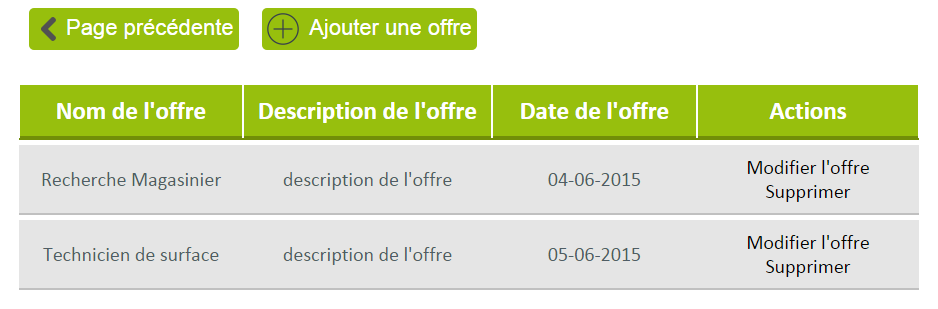 Page précédente Ajouter une offre
Nom de l'offre Description de l'offre Date de l'offre Actions
Recherche Magasinier description de l'offre 04-06-2015 Modifier l'offre
Supprimer
Technicien de surface description de l'offre 05-06-2015 Modifier l'offre
Supprimer